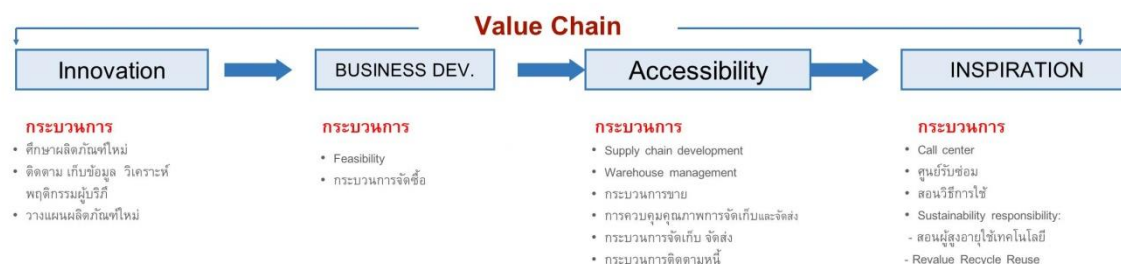 Value Chain
Innovation
BUSINESS DEV.
Accessibility
INSPIRATION
กระบวนการ
• ศึกษาผลิตภัณฑ์ใหม่
• ติดตาม เก็บข้อมูล วิเคราะห์
พฤติกรรมผู้บริภื
• วางแผนผลิตภัณฑ์ใหม่
กระบวนการ
• Feasibility
• กระบวนการจัดซื้อ
กระบวนการ
• Supply chain development
• Warehouse management
• กระบวนการขาย
• การควบคุมคุณภาพการจัดเก็บและจัดส่ง
• กระบวนการจัดเก็บ จัดส่ง
• กระบวนการติดตามหนี้
กระบวนการ
• Call center
• ศูนย์รับซ่อม
• สอนวิธีการใช้
• Sustainability responsibility:
- สอนผู้สูงอายุใช้เทคโนโลยี
- Revalue Recycle Reuse